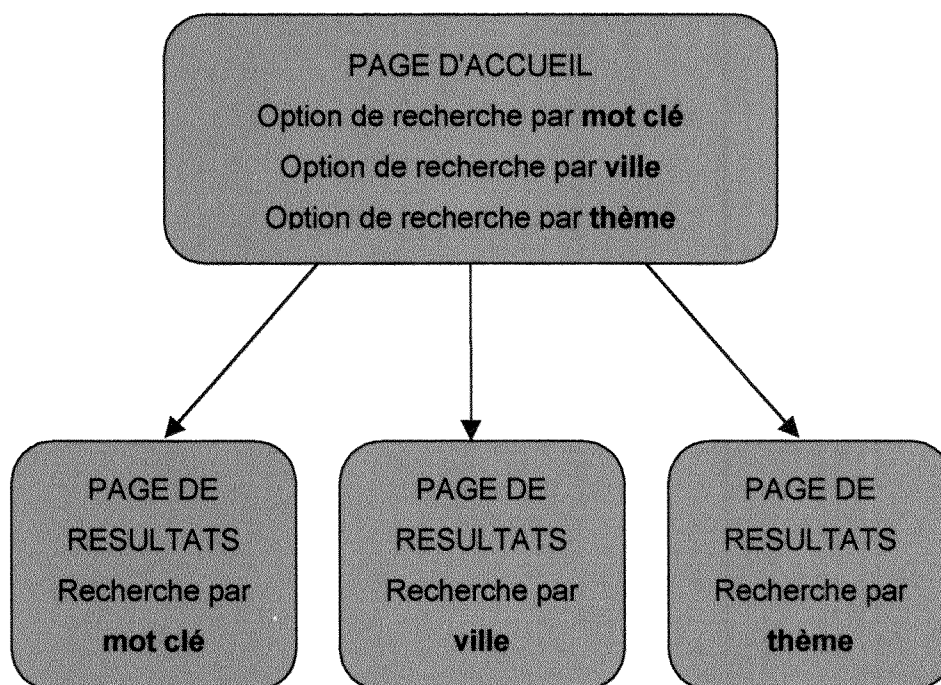 PAGE D'ACCUEIL
Option de recherche par mot clé
Option de recherche par ville
Option de recherche par thème
PAGE DE
RESULTATS
Recherche par
mot clé
PAGE DE
RESULTATS
Recherche par
ville
PAGE DE
RESULTATS
Recherche par
thème